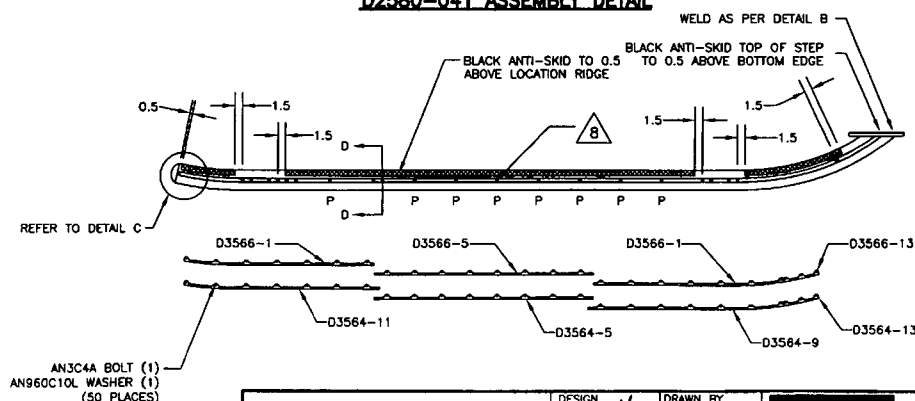 D2580-041 ASSEMBLY DETAIL
WELD AS PER DETAIL B
BLACK ANTI-SKID TO 0.5
ABOVE LOCATION RIDGE
BLACK ANTI-SKID TOP OF STEP
TO 0.5 ABOVE BOTTOM EDGE
0.5
1.5
1.5
8
1.5
1.5
1.5
D
D
P P P P P P P P
REFER TO DETAIL C
D3566-1
D3566-5
D3566-1
D3566-13
D3564-11
D3564-5
D3564-9
D3564-13
AN3C4A BOLT (1)
AN960C10L WASHER (1)
(50 PLACES)
DESIGN
DRAWN BY